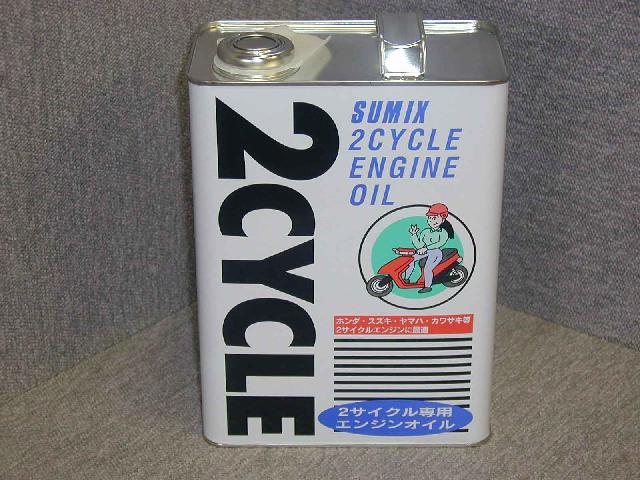 2CYCLE
SUMIX
2CYCLE
ENGINE
OIL
ホンダ・スズキ・ヤマハ・カワサキ等
2サイクルエンジンに最適
2サイクル専用
エンジンオイル